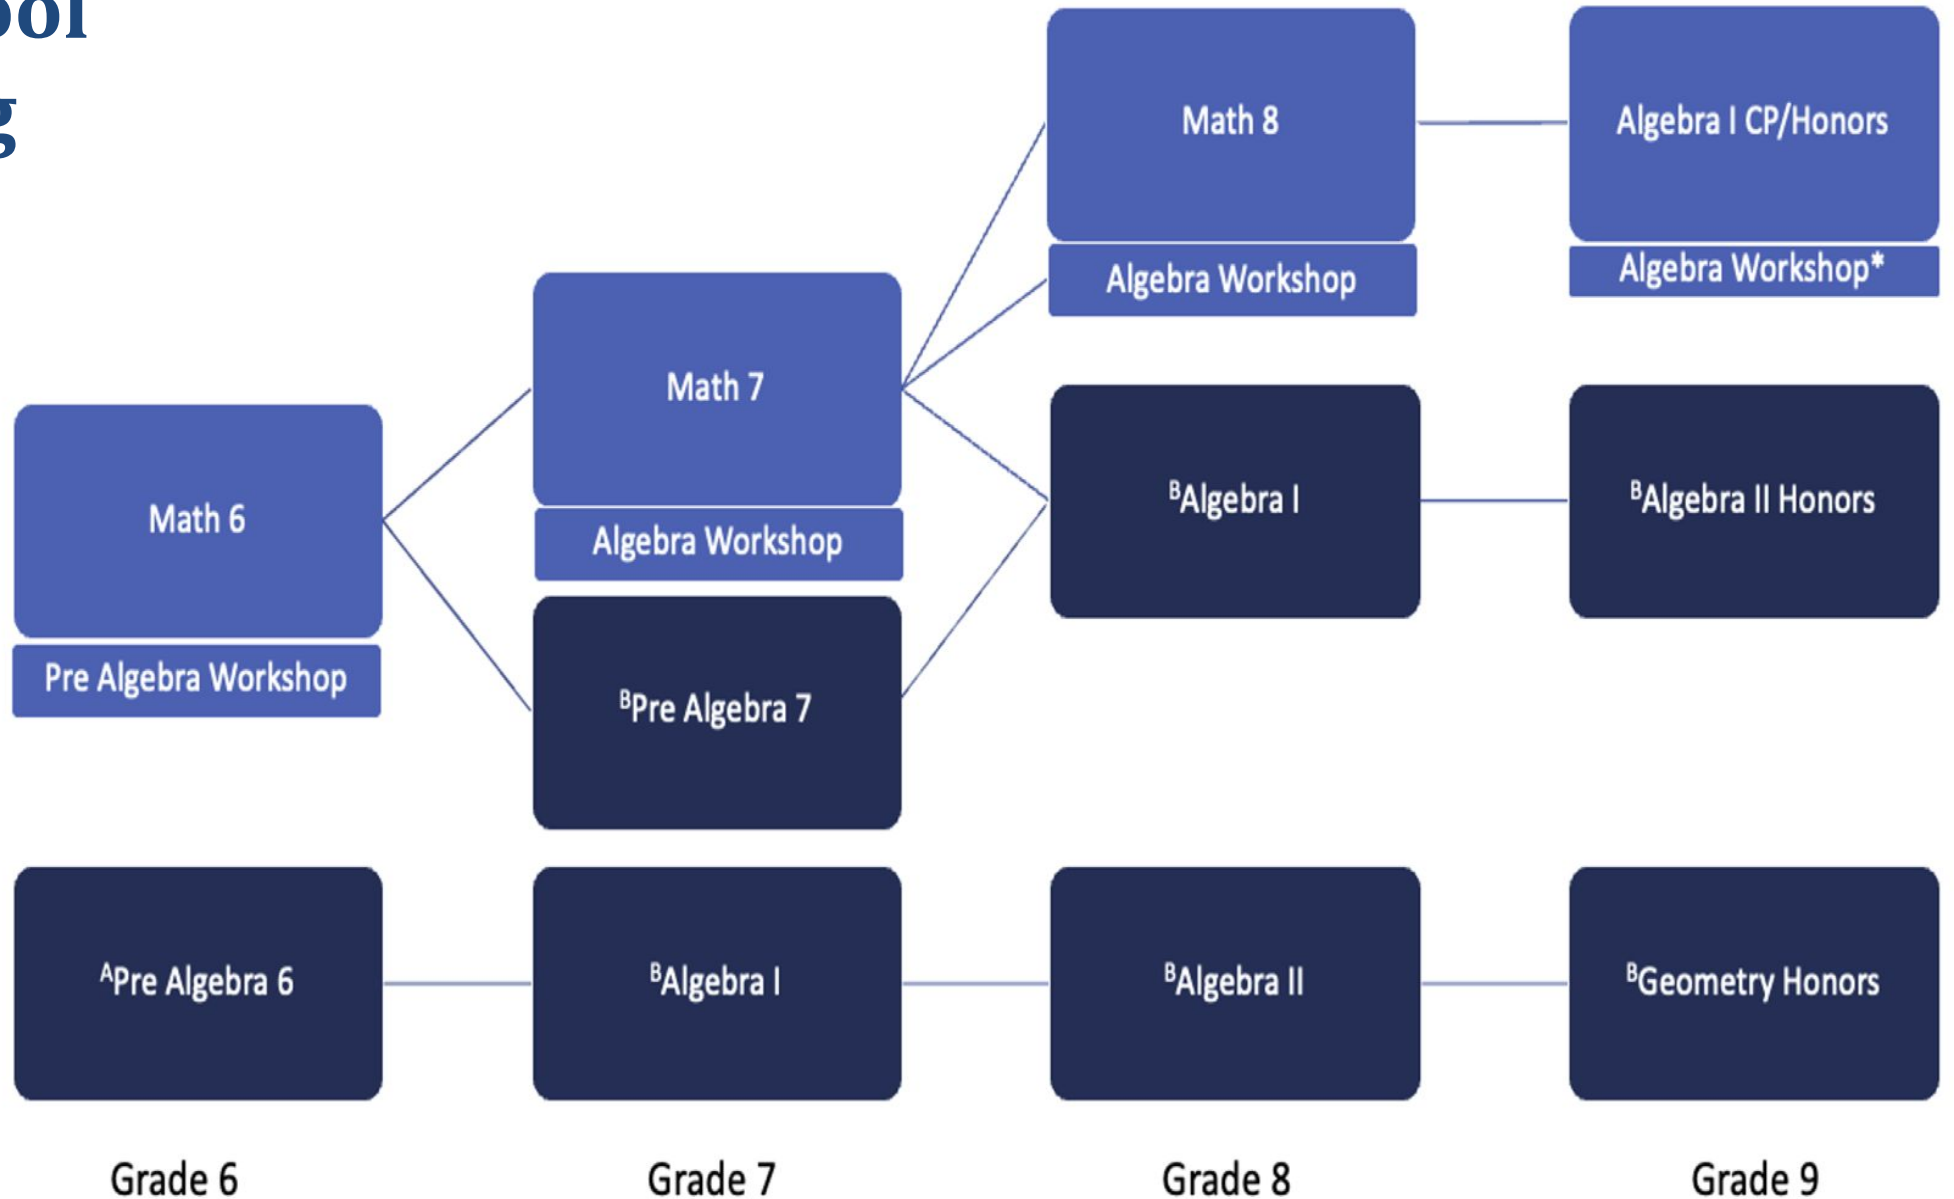 Math 8
Algebra I CP/Honors
Algebra Workshop
Algebra Workshop*
Math 7
Algebra Workshop
Math 6
Pre Algebra Workshop
ᴮAlgebra I
ᴮAlgebra II Honors
ᴮPre Algebra 7
ᴬPre Algebra 6
ᴮAlgebra I
ᴮAlgebra II
ᴮGeometry Honors
Grade 6
Grade 7
Grade 8
Grade 9